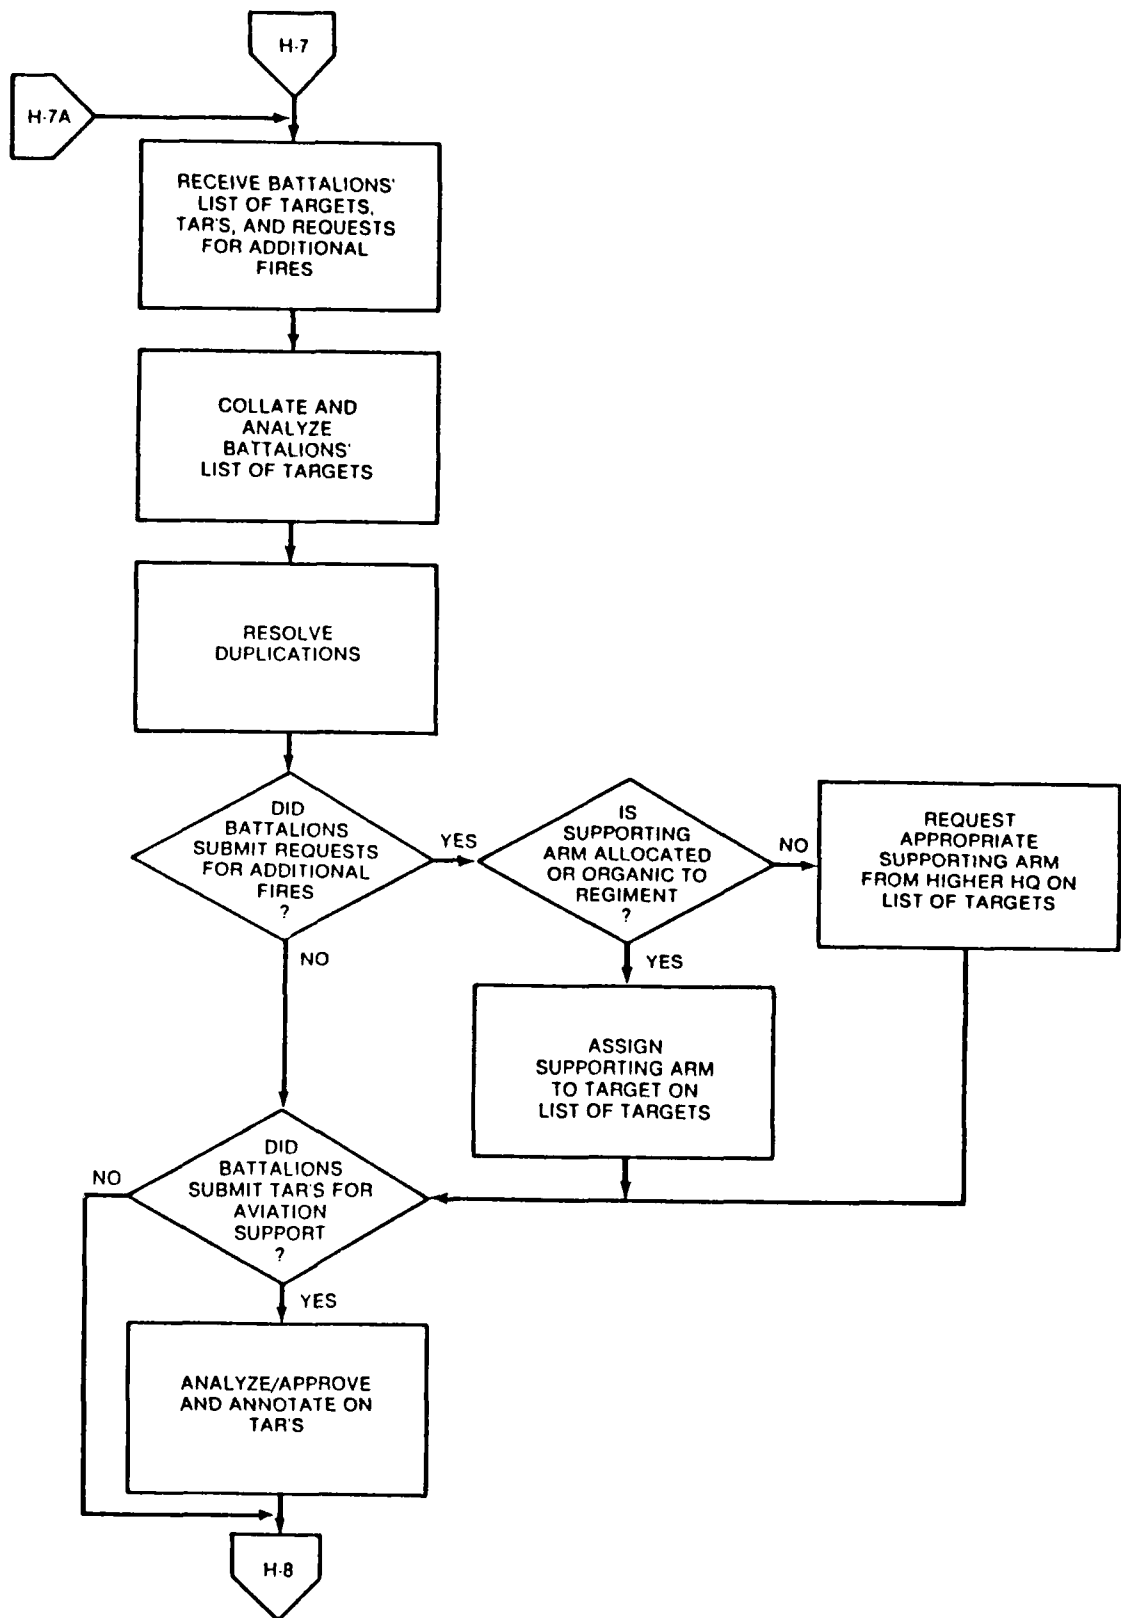 H-7
H-7A
RECEIVE BATTALIONS'
LIST OF TARGETS,
TAR'S, AND REQUESTS
FOR ADDITIONAL
FIRES
COLLATE AND
ANALYZE
BATTALIONS'
LIST OF TARGETS
RESOLVE
DUPLICATIONS
DID
BATTALIONS
SUBMIT REQUESTS
FOR ADDITIONAL
FIRES
?
YES
IS
SUPPORTING
ARM ALLOCATED
OR ORGANIC TO
REGIMENT
?
NO
REQUEST
APPROPRIATE
SUPPORTING ARM
FROM HIGHER HQ ON
LIST OF TARGETS
NO
YES
ASSIGN
SUPPORTING ARM
TO TARGET ON
LIST OF TARGETS
DID
BATTALIONS
SUBMIT TAR'S FOR
AVIATION
SUPPORT
?
NO
YES
ANALYZE/APPROVE
AND ANNOTATE ON
TAR'S
H-8